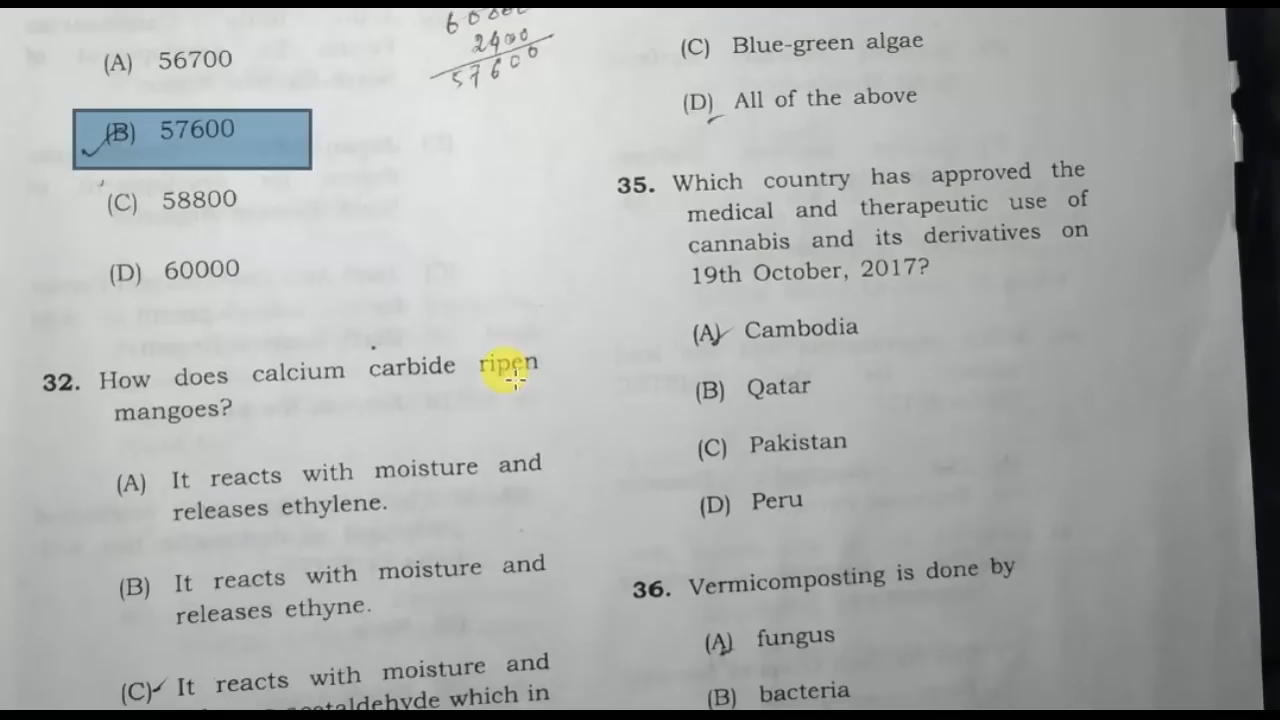 (A) 56700
60000
2400
57600
(B) 57600
(C) 58800
(D) 60000
32. How does calcium carbide ripen
mangoes?
(A) It reacts with moisture and
releases ethylene.
(B) It reacts with moisture and
releases ethyne.
(C) It reacts with moisture and
acetaldehyde which in
(C) Blue-green algae
(D) All of the above
35. Which country has approved the
medical and therapeutic use of
cannabis and its derivatives on
19th October, 2017?
(A) Cambodia
(B) Qatar
(C) Pakistan
(D) Peru
36. Vermicomposting is done by
(A) fungus
(B) bacteria